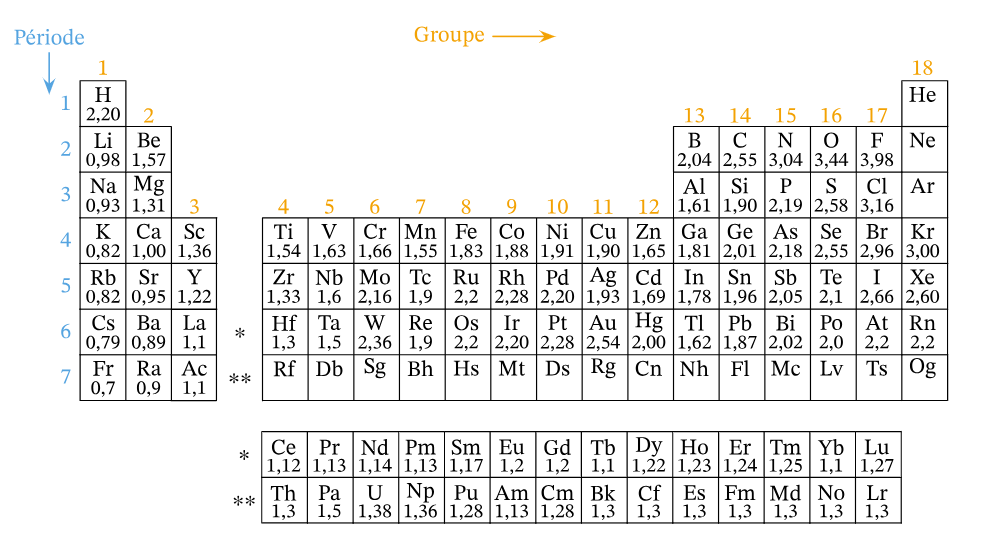 Groupe
Période
1 18
1 H He
2,20
2 13 14 15 16 17
2 Li Be B C N O F Ne
0,98 1,57 2,04 2,55 3,04 3,44 3,98
3 Na Mg Al Si P S Cl Ar
0,93 1,31 1,61 1,90 2,19 2,58 3,16
3 4 5 6 7 8 9 10 11 12
4 K Ca Sc Ti V Cr Mn Fe Co Ni Cu Zn Ga Ge As Se Br Kr
0,82 1,00 1,36 1,54 1,63 1,66 1,55 1,83 1,88 1,91 1,90 1,65 1,81 2,01 2,18 2,55 2,96 3,00
5 Rb Sr Y Zr Nb Mo Tc Ru Rh Pd Ag Cd In Sn Sb Te I Xe
0,82 0,95 1,22 1,33 1,6 2,16 1,9 2,2 2,28 2,20 1,93 1,69 1,78 1,96 2,05 2,1 2,66 2,60
6 Cs Ba La * Hf Ta W Re Os Ir Pt Au Hg Tl Pb Bi Po At Rn
0,79 0,89 1,1 1,3 1,5 2,36 1,9 2,2 2,20 2,28 2,54 2,00 1,62 1,87 2,02 2,0 2,2 2,2
7 Fr Ra Ac ** Rf Db Sg Bh Hs Mt Ds Rg Cn Nh Fl Mc Lv Ts Og
0,7 0,9 1,1
* Ce Pr Nd Pm Sm Eu Gd Tb Dy Ho Er Tm Yb Lu
1,12 1,13 1,14 1,13 1,17 1,2 1,2 1,1 1,22 1,23 1,24 1,25 1,1 1,27
** Th Pa U Np Pu Am Cm Bk Cf Es Fm Md No Lr
1,3 1,5 1,38 1,36 1,28 1,13 1,28 1,3 1,3 1,3 1,3 1,3 1,3 1,3